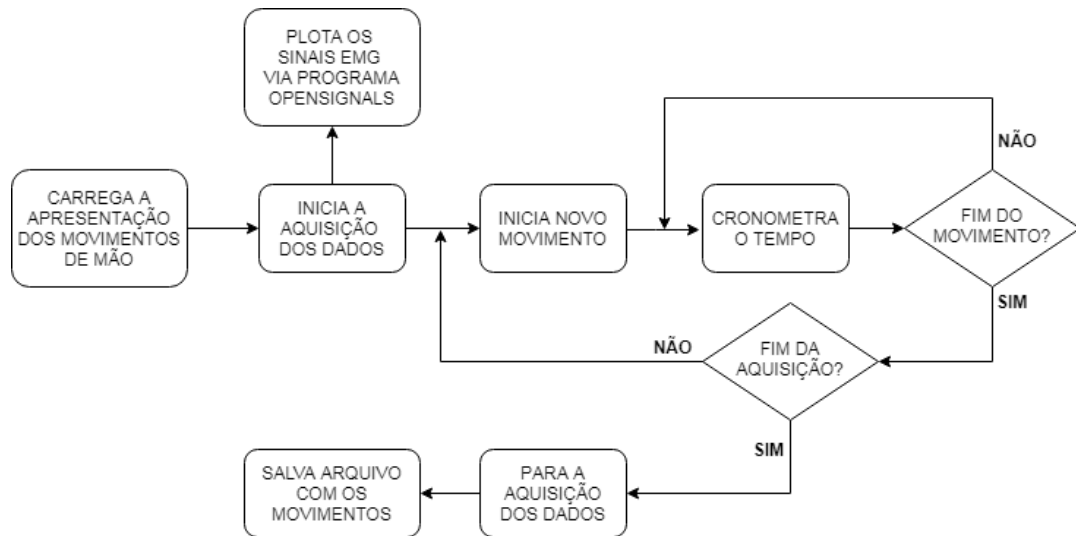 PLOTA OS
SINAIS EMG
VIA PROGRAMA
OPENSIGNALS
CARREGA A
APRESENTAÇÃO
DOS MOVIMENTOS
DE MÃO
INICIA A
AQUISIÇÃO
DOS DADOS
INICIA NOVO
MOVIMENTO
CRONOMETRA
O TEMPO
FIM DO
MOVIMENTO?
NÃO
SIM
FIM DA
AQUISIÇÃO?
NÃO
SIM
PARA A
AQUISIÇÃO
DOS DADOS
SALVA ARQUIVO
COM OS
MOVIMENTOS